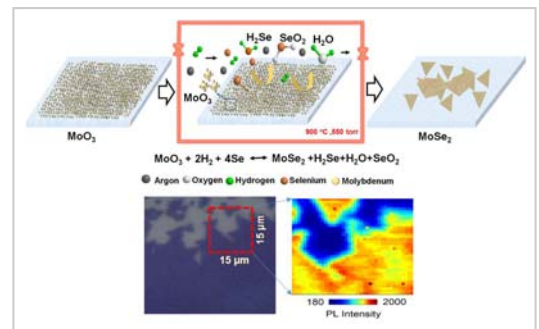 H₂Se SeO₂ H₂O
MoO₃
900 °C ,650 torr
MoO₃
MoSe₂
MoO₃ + 2H₂ + 4Se ⟷ MoSe₂ +H₂Se+H₂O+SeO₂
Argon Oxygen Hydrogen Selenium Molybdenum
15 µm
15 µm
180 2000
PL Intensity